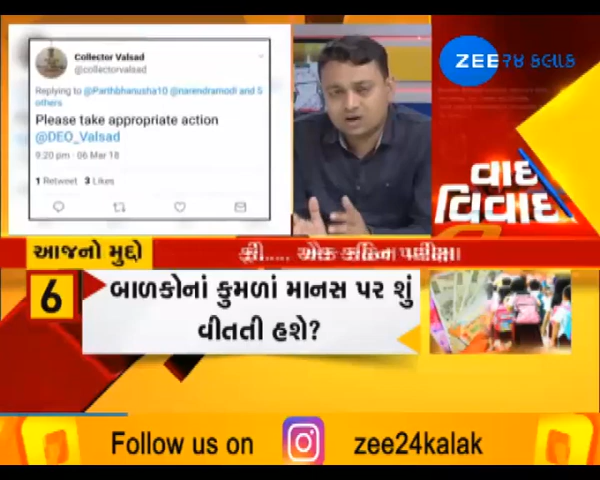 Collector Valsad
@collectorvalsad
Replying to @Parthbhanusha10 @narendramodi and 5
others
Please take appropriate action
@DEO_Valsad
9:20 pm · 06 Mar 18
1 Retweet 3 Likes
ZEE ૨૪ કલાક
વાદ
વિવાદ
આજનો મુદ્દો
6
બાળકોનાં કુમળાં માનસ પર શું
વીતતી હશે?
Follow us on zee24kalak